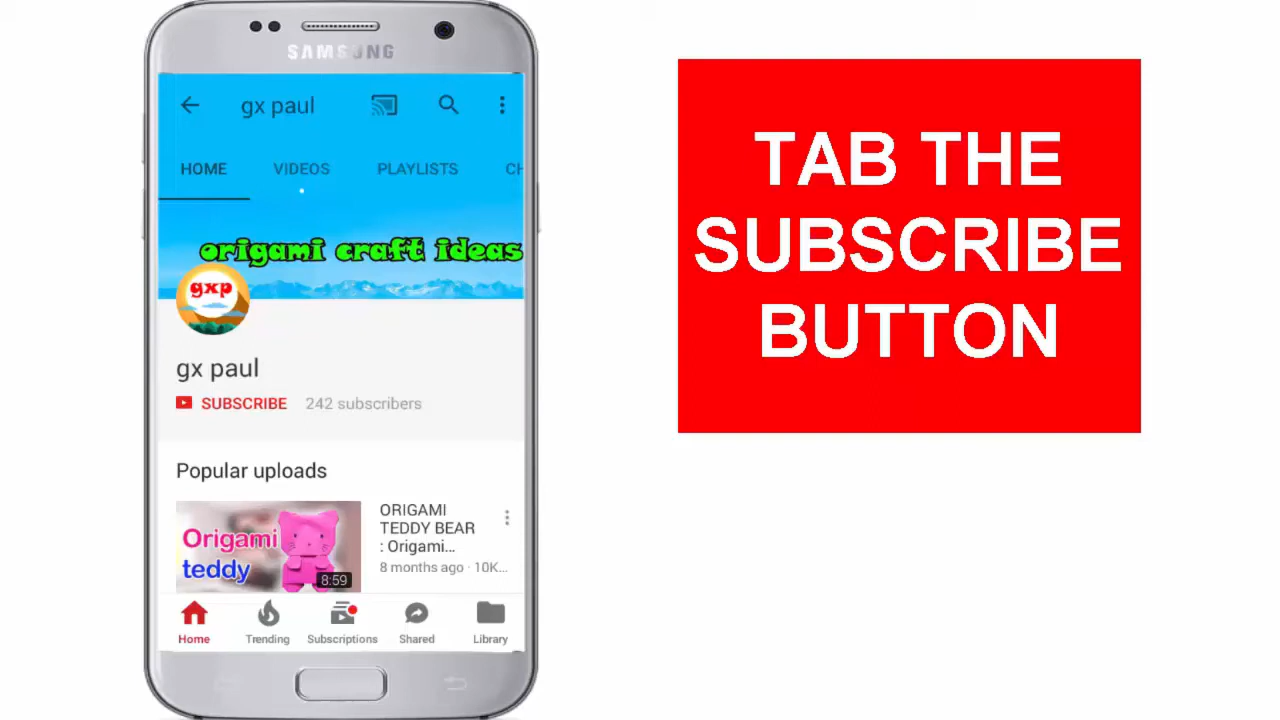 SAMSUNG
gx paul
HOME VIDEOS PLAYLISTS CH
origami craft ideas
gxp
gx paul
SUBSCRIBE 242 subscribers
Popular uploads
Origami
teddy
8:59
ORIGAMI
TEDDY BEAR
: Origami...
8 months ago · 10K...
Home Trending Subscriptions Shared Library
TAB THE
SUBSCRIBE
BUTTON